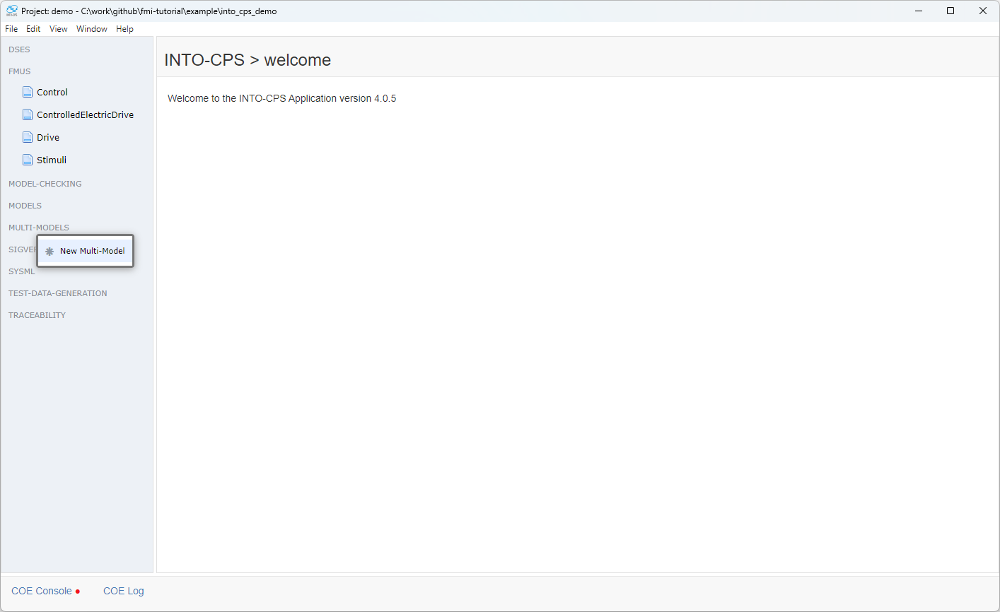 Project: demo - C:\work\github\fmi-tutorial\example\into_cps_demo
File Edit View Window Help
DSES
FMUS
Control
ControlledElectricDrive
Drive
Stimuli
MODEL-CHECKING
MODELS
MULTI-MODELS
New Multi-Model
SYSML
TEST-DATA-GENERATION
TRACEABILITY
INTO-CPS > welcome
Welcome to the INTO-CPS Application version 4.0.5
COE Console COE Log